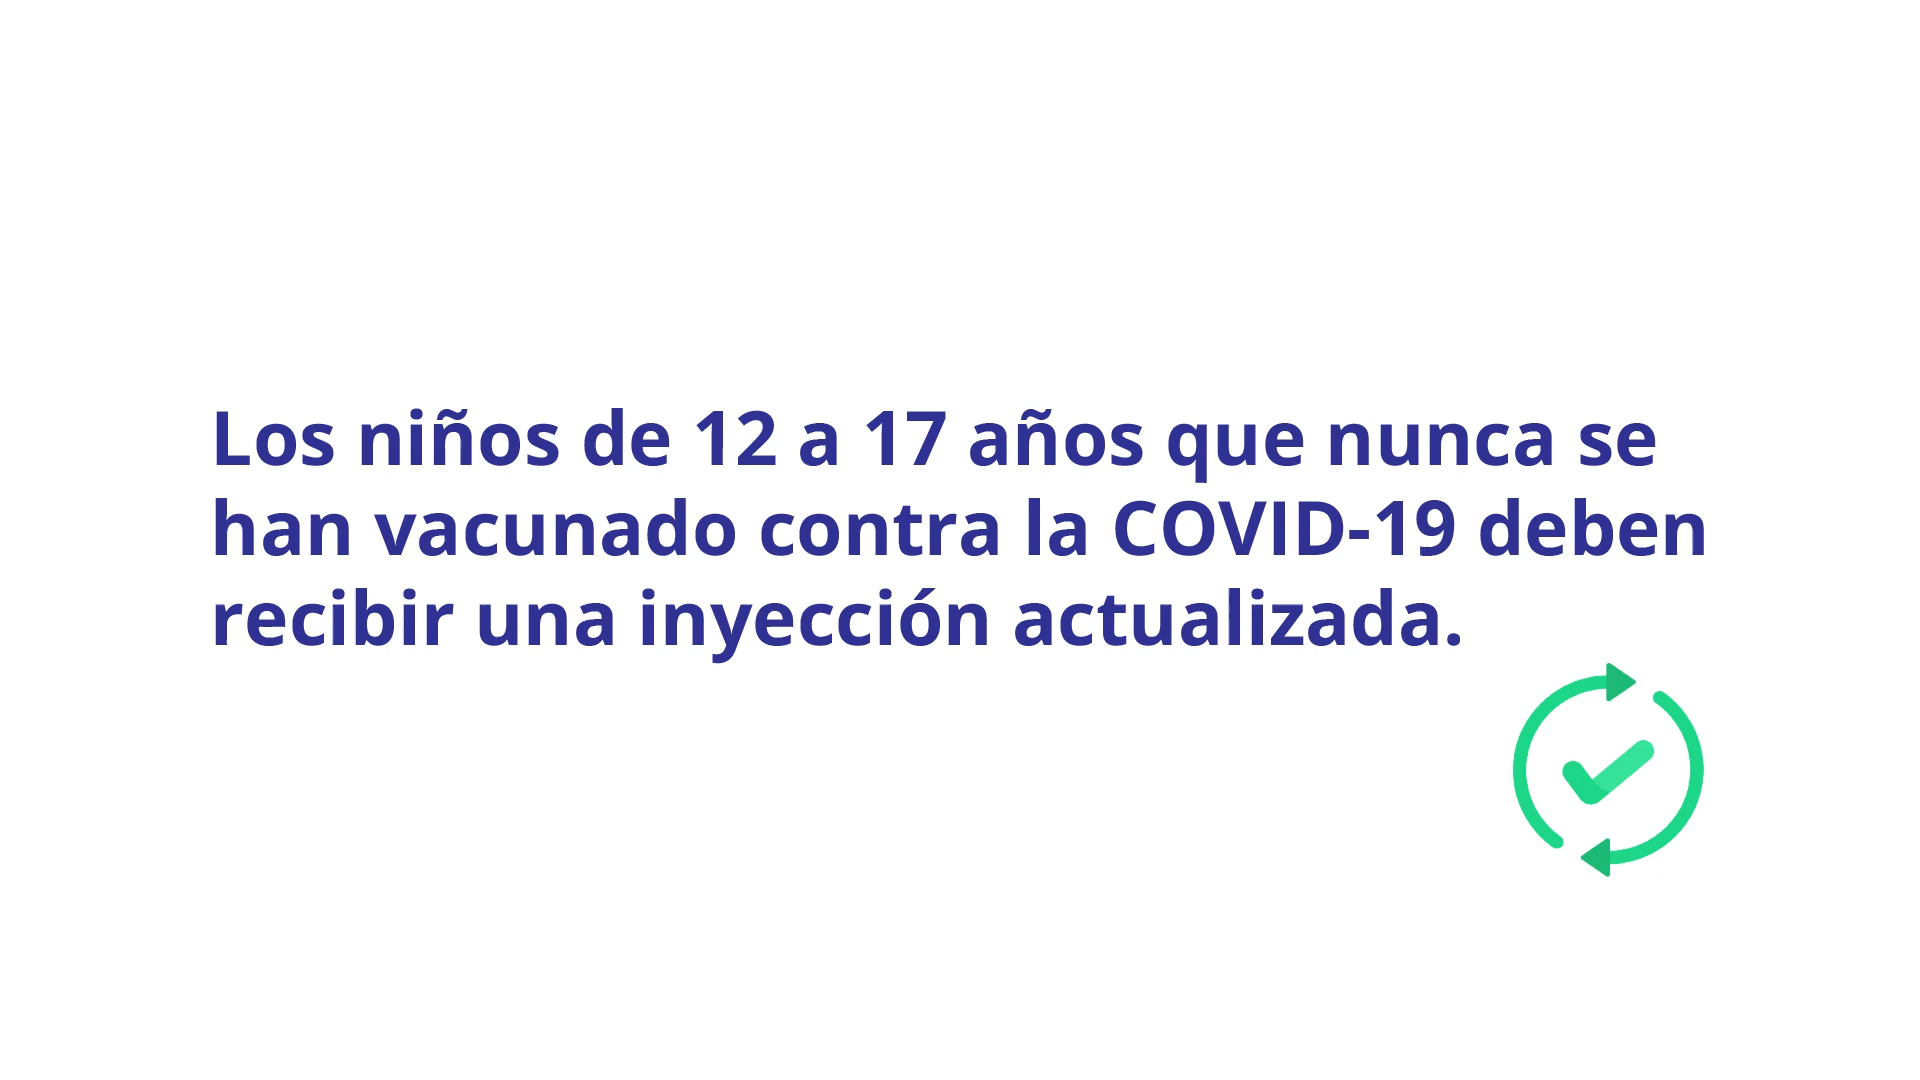 Los niños de 12 a 17 años que nunca se
han vacunado contra la COVID-19 deben
recibir una inyección actualizada.